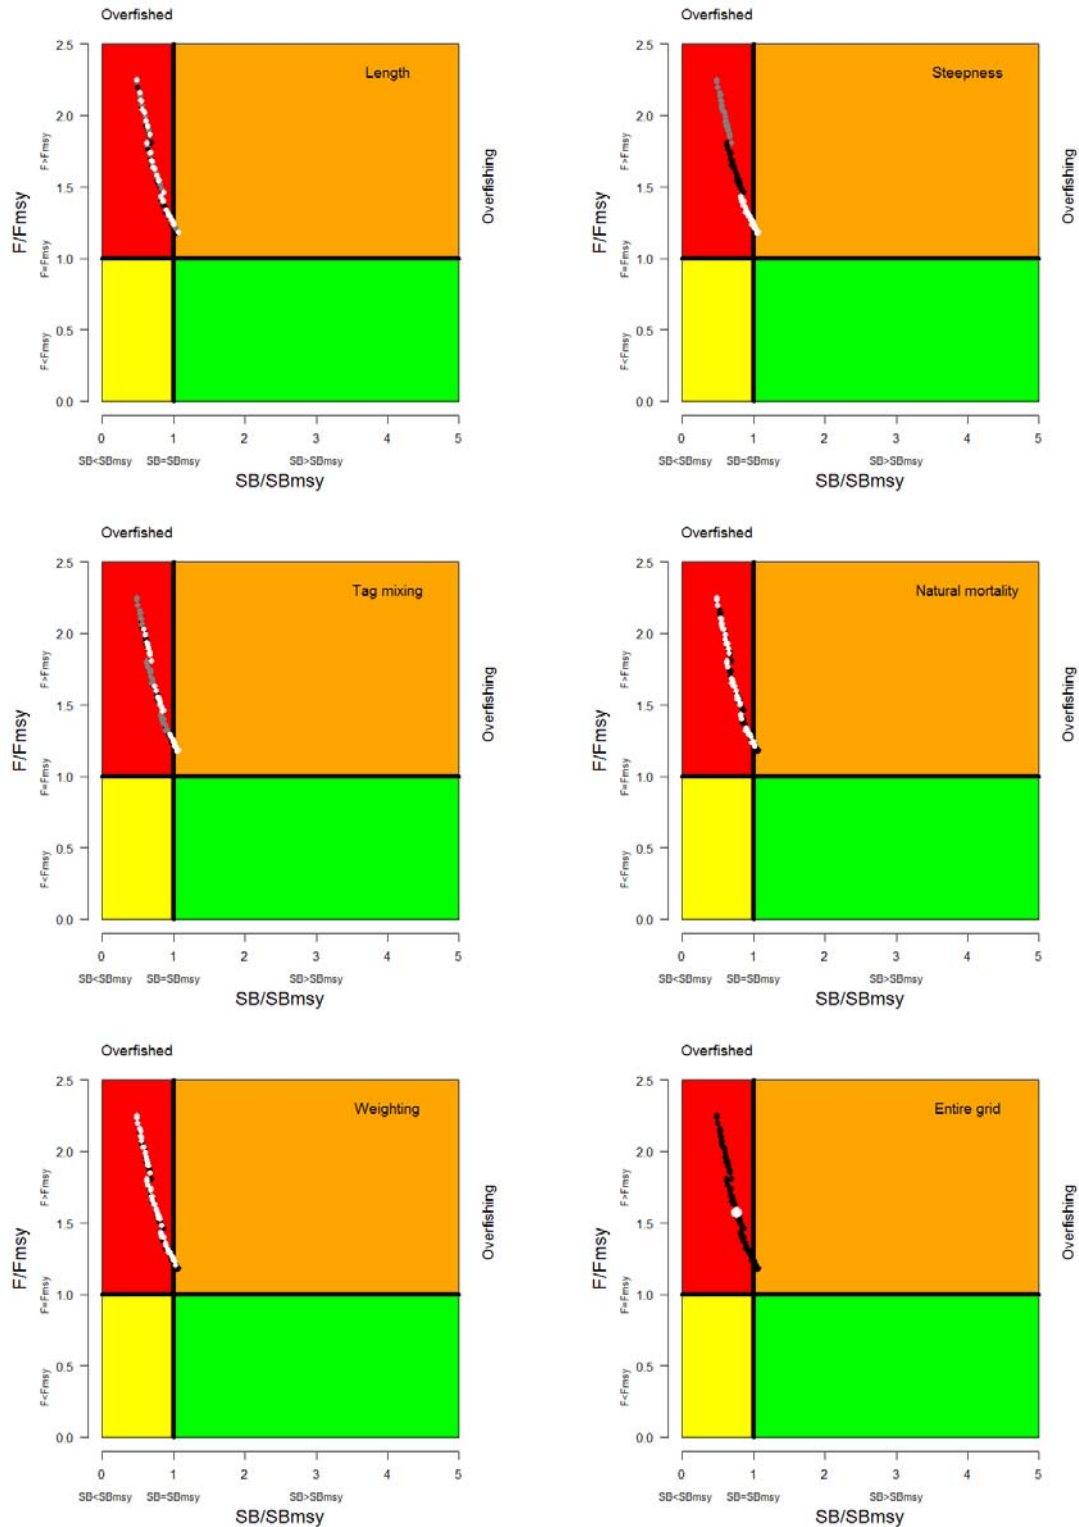 Overfished
Length
2.5
2.0
1.5
1.0
0.5
0.0
F/Fmsy
F<Fmsy F=Fmsy F>Fmsy
Overfishing
0 1 2 3 4 5
SB<SBmsy SB=SBmsy SB>SBmsy
SB/SBmsy
Overfished
Steepness
2.5
2.0
1.5
1.0
0.5
0.0
F/Fmsy
F<Fmsy F=Fmsy F>Fmsy
Overfishing
0 1 2 3 4 5
SB<SBmsy SB=SBmsy SB>SBmsy
SB/SBmsy
Overfished
Tag mixing
2.5
2.0
1.5
1.0
0.5
0.0
F/Fmsy
F<Fmsy F=Fmsy F>Fmsy
Overfishing
0 1 2 3 4 5
SB<SBmsy SB=SBmsy SB>SBmsy
SB/SBmsy
Overfished
Natural mortality
2.5
2.0
1.5
1.0
0.5
0.0
F/Fmsy
F<Fmsy F=Fmsy F>Fmsy
Overfishing
0 1 2 3 4 5
SB<SBmsy SB=SBmsy SB>SBmsy
SB/SBmsy
Overfished
Weighting
2.5
2.0
1.5
1.0
0.5
0.0
F/Fmsy
F<Fmsy F=Fmsy F>Fmsy
Overfishing
0 1 2 3 4 5
SB<SBmsy SB=SBmsy SB>SBmsy
SB/SBmsy
Overfished
Entire grid
2.5
2.0
1.5
1.0
0.5
0.0
F/Fmsy
F<Fmsy F=Fmsy F>Fmsy
Overfishing
0 1 2 3 4 5
SB<SBmsy SB=SBmsy SB>SBmsy
SB/SBmsy